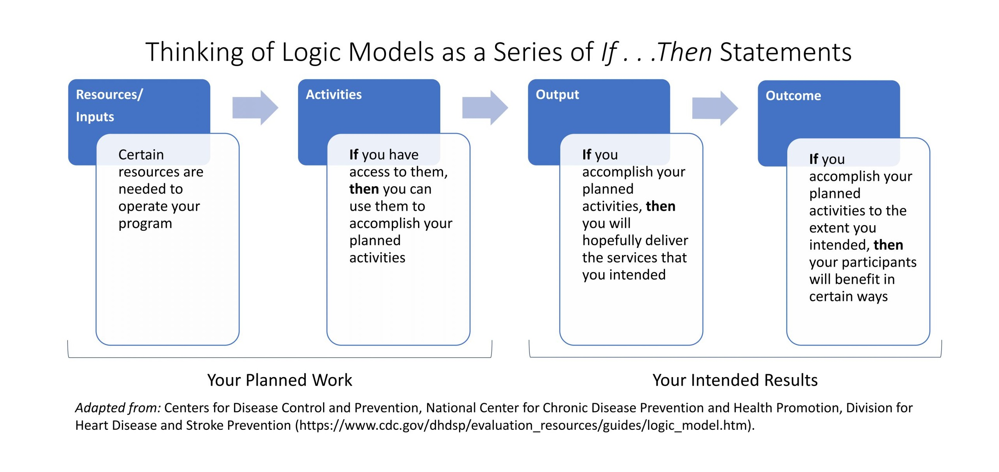 Thinking of Logic Models as a Series of If . . .Then Statements
Resources/
Inputs
Certain
resources are
needed to
operate your
program
Activities
If you have
access to them,
then you can
use them to
accomplish your
planned
activities
Output
If you
accomplish your
planned
activities, then
you will
hopefully deliver
the services that
you intended
Outcome
If you
accomplish your
planned
activities to the
extent you
intended, then
your participants
will benefit in
certain ways
Your Planned Work
Your Intended Results
Adapted from: Centers for Disease Control and Prevention, National Center for Chronic Disease Prevention and Health Promotion, Division for
Heart Disease and Stroke Prevention (https://www.cdc.gov/dhdsp/evaluation_resources/guides/logic_model.htm).